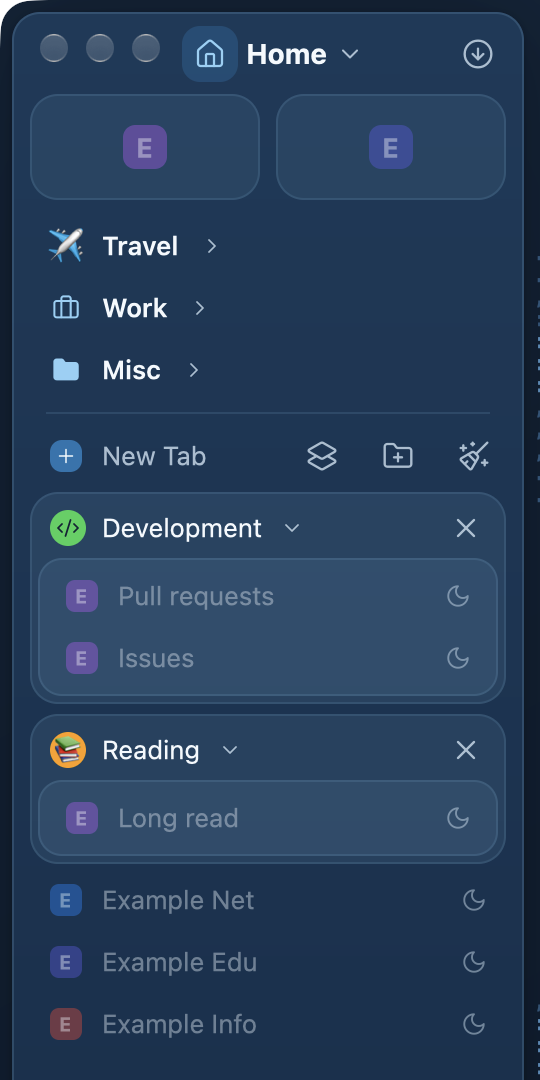 Home
E E
Travel
Work
Misc
New Tab
Development
E Pull requests
E Issues
Reading
E Long read
E Example Net
E Example Edu
E Example Info